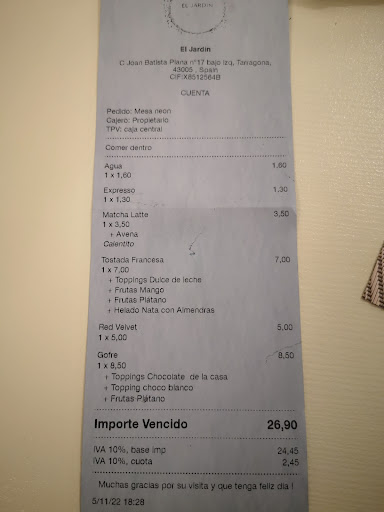 EL JARDIN
El Jardin
C Joan Batista Plana nº17 bajo izq, Tarragona,
43005 , Spain
CIF:X8512564B
CUENTA
Pedido: Mesa neon
Cajero: Propietario
TPV: caja central
Comer dentro
Agua 1,60
1 x 1,60
Expresso 1,30
1 x 1,30
Matcha Latte 3,50
1 x 3,50
+ Avena
Calentito
Tostada Francesa 7,00
1 x 7,00
+ Toppings Dulce de leche
+ Frutas Mango
+ Frutas Plátano
+ Helado Nata con Almendras
Red Velvet 5,00
1 x 5,00
Gofre 8,50
1 x 8,50
+ Toppings Chocolate de la casa
+ Topping choco blanco
+ Frutas Plátano
Importe Vencido 26,90
IVA 10%, base imp 24,45
IVA 10%, cuota 2,45
Muchas gracias por su visita y que tenga feliz dia !
5/11/22 18:28